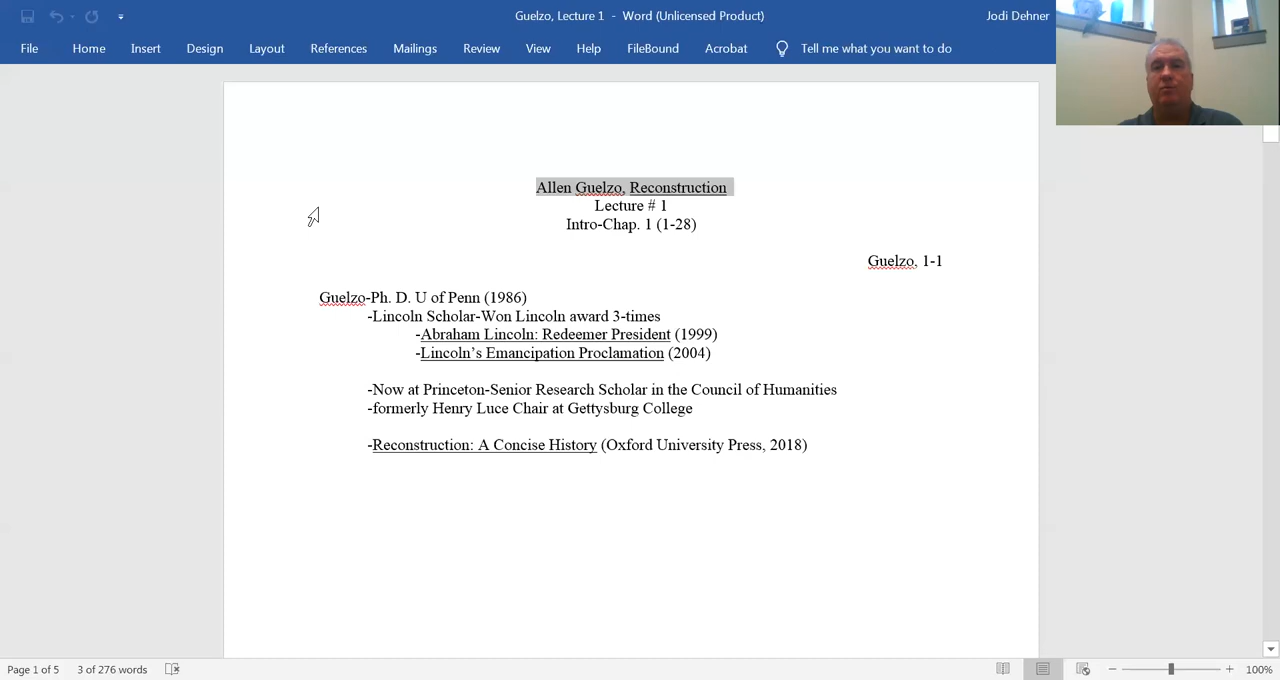 Guelzo, Lecture 1 - Word (Unlicensed Product)
Jodi Dehner
File Home Insert Design Layout References Mailings Review View Help FileBound Acrobat Tell me what you want to do
Allen Guelzo, Reconstruction
Lecture # 1
Intro-Chap. 1 (1-28)
Guelzo, 1-1
Guelzo-Ph. D. U of Penn (1986)
-Lincoln Scholar-Won Lincoln award 3-times
-Abraham Lincoln: Redeemer President (1999)
-Lincoln’s Emancipation Proclamation (2004)
-Now at Princeton-Senior Research Scholar in the Council of Humanities
-formerly Henry Luce Chair at Gettysburg College
-Reconstruction: A Concise History (Oxford University Press, 2018)
Page 1 of 5 3 of 276 words 100%